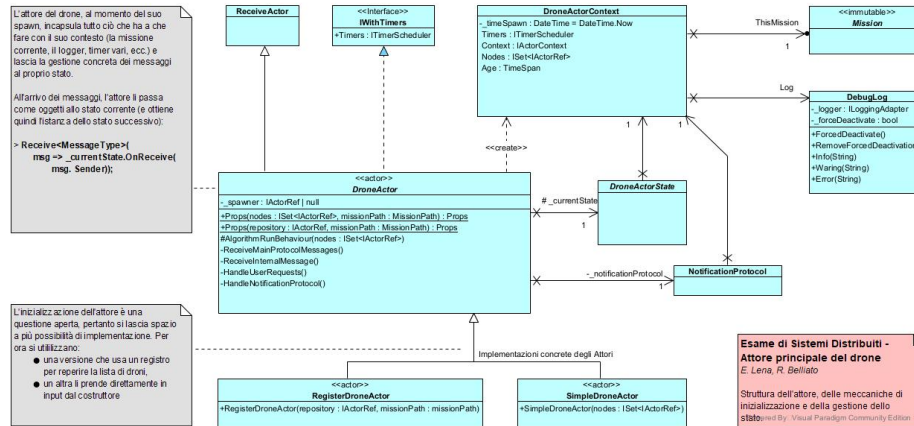 L'attore del drone, al momento del suo
spawn, incapsula tutto ciò che ha a che
fare con il suo contesto (la missione
corrente, il logger, timer vari, ecc.) e
lascia la gestione concreta dei messaggi
al proprio stato.
All'arrivo dei messaggi, l'attore li passa
come oggetti allo stato corrente (e ottiene
quindi l'istanza dello stato successivo):
> Receive<MessageType>(
msg => _currentState.OnReceive(
msg. Sender));
ReceiveActor
<<Interface>>
IWithTimers
+Timers : ITimerScheduler
DroneActorContext
-_timeSpawn : DateTime = DateTime.Now
Timers : ITimerScheduler
Context : IActorContext
Nodes : ISet<IActorRef>
Age : TimeSpan
ThisMission
1
<<immutable>>
Mission
Log
1
DebugLog
-_logger : ILoggingAdapter
-_forceDeactivate : bool
+ForcedDeactivate()
+RemoveForcedDeactivation
+Info(String)
+Waring(String)
+Error(String)
1
1
<<create>>
<<actor>>
DroneActor
-_spawner : IActorRef | null
+Props(nodes : ISet<IActorRef>, missionPath : MissionPath) : Props
+Props(repository : IActorRef, missionPath : MissionPath) : Props
#AlgorithmRunBehaviour(nodes : ISet<IActorRef>)
-ReceiveMainProtocolMessages()
-ReceiveInternalMessage()
-HandleUserRequests()
-HandleNotificationProtocol()
# _currentState
1
DroneActorState
-_notificationProtocol
1
NotificationProtocol
L'inizializzazione dell'attore è una
questione aperta, pertanto si lascia spazio
a più possibilità di implementazione. Per
ora si utililizzano:
● una versione che usa un registro
per reperire la lista di droni,
● un altra li prende direttamente in
input dal costruttore
Implementazioni concrete degli Attori
<<actor>>
RegisterDroneActor
+RegisterDroneActor(repository : IActorRef, missionPath : missionPath)
<<actor>>
SimpleDroneActor
+SimpleDroneActor(nodes : ISet<IActorRef>)
Esame di Sistemi Distribuiti -
Attore principale del drone
E. Lena, R. Belliato
Struttura dell'attore, delle meccaniche di
inizializzazione e della gestione dello
stato.
Powered By: Visual Paradigm Community Edition